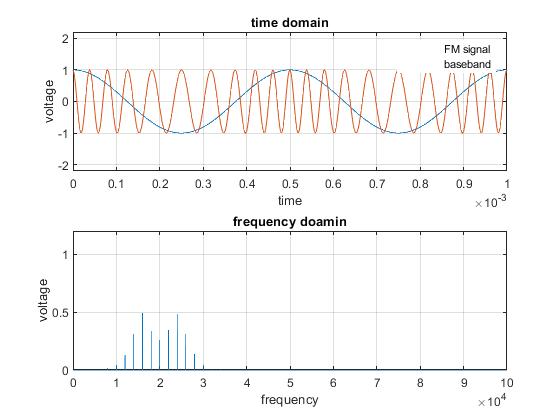 time domain
FM signal
baseband
voltage
2
1
0
-1
-2
0 0.1 0.2 0.3 0.4 0.5 0.6 0.7 0.8 0.9 1
time
×10^-3
frequency doamin
voltage
1
0.5
0
0 1 2 3 4 5 6 7 8 9 10
frequency
×10^4